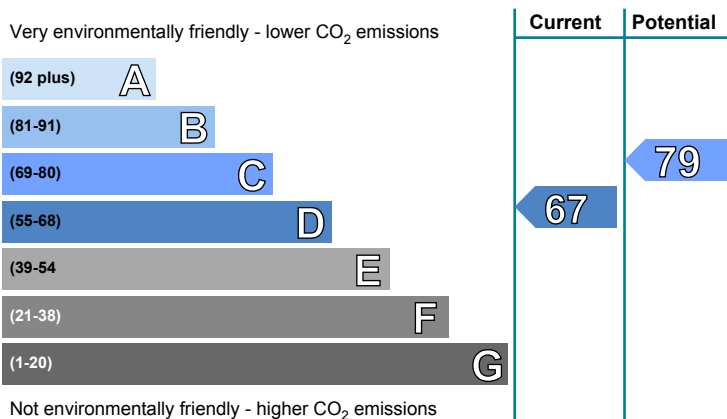 Very environmentally friendly - lower CO2 emissions
Current
Potential
(92 plus) A
(81-91) B
(69-80) C
(55-68) D
(39-54 E
(21-38) F
(1-20) G
67
79
Not environmentally friendly - higher CO2 emissions